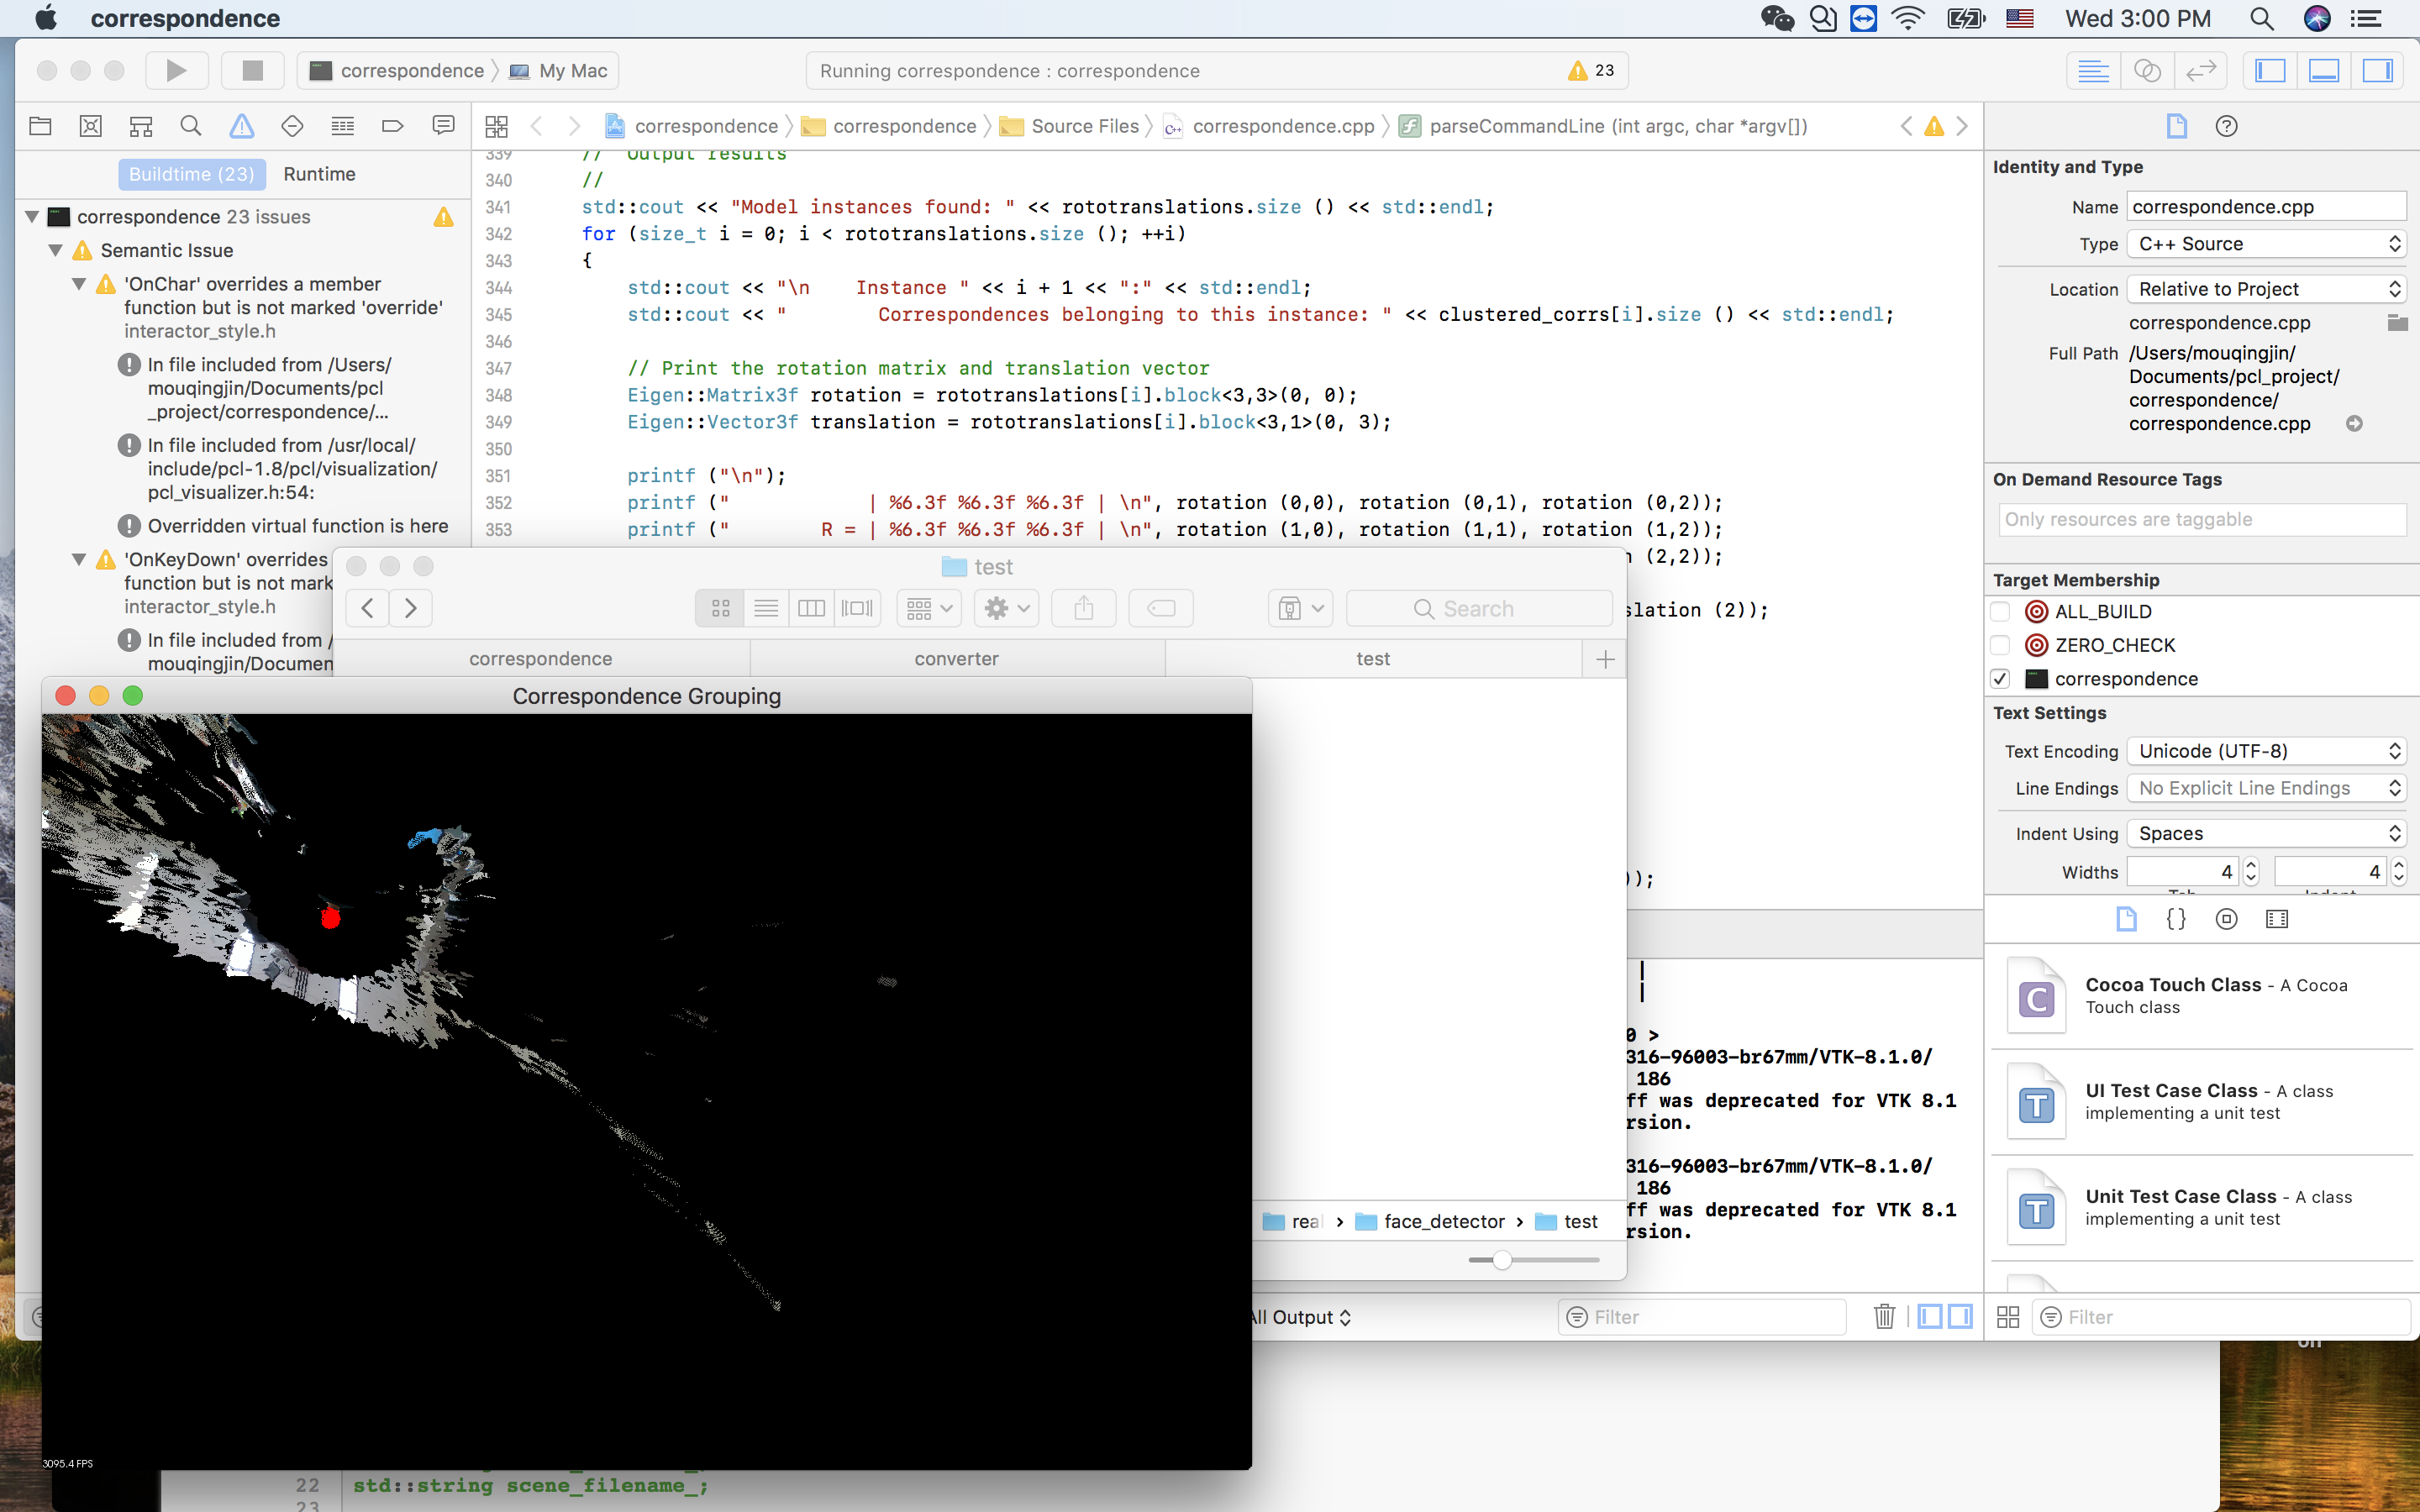 correspondence
Wed 3:00 PM
correspondence
My Mac
Running correspondence : correspondence
23
correspondence
correspondence
Source Files
correspondence.cpp
parseCommandLine (int argc, char *argv[])
Buildtime (23)
Runtime
correspondence 23 issues
Semantic Issue
'OnChar' overrides a member
function but is not marked 'override'
interactor_style.h
In file included from /Users/
mouqingjin/Documents/pcl
_project/correspondence/...
In file included from /usr/local/
include/pcl-1.8/pcl/visualization/
pcl_visualizer.h:54:
Overridden virtual function is here
'OnKeyDown' overrides
function but is not mark
interactor_style.h
In file included from /
mouqingjin/Documen
339 // Output results
340 //
341 std::cout << "Model instances found: " << rototranslations.size () << std::endl;
342 for (size_t i = 0; i < rototranslations.size (); ++i)
343 {
344 std::cout << "\n    Instance " << i + 1 << ":" << std::endl;
345 std::cout << "        Correspondences belonging to this instance: " << clustered_corrs[i].size () << std::endl;
346
347 // Print the rotation matrix and translation vector
348 Eigen::Matrix3f rotation = rototranslations[i].block<3,3>(0, 0);
349 Eigen::Vector3f translation = rototranslations[i].block<3,1>(0, 3);
350
351 printf ("\n");
352 printf ("            | %6.3f %6.3f %6.3f | \n", rotation (0,0), rotation (0,1), rotation (0,2));
353 printf ("        R = | %6.3f %6.3f %6.3f | \n", rotation (1,0), rotation (1,1), rotation (1,2));
(2,2));
slation (2));
));
test
Search
correspondence
converter
test
Correspondence Grouping
3095.4 FPS
|
|
0 >
316-96003-br67mm/VTK-8.1.0/
186
ff was deprecated for VTK 8.1
rsion.
316-96003-br67mm/VTK-8.1.0/
186
ff was deprecated for VTK 8.1
rsion.
rea
face_detector
test
All Output
Filter
Filter
22 std::string scene_filename_;
23
Identity and Type
Name correspondence.cpp
Type C++ Source
Location Relative to Project
correspondence.cpp
Full Path /Users/mouqingjin/
Documents/pcl_project/
correspondence/
correspondence.cpp
On Demand Resource Tags
Only resources are taggable
Target Membership
ALL_BUILD
ZERO_CHECK
correspondence
Text Settings
Text Encoding Unicode (UTF-8)
Line Endings No Explicit Line Endings
Indent Using Spaces
Widths 4 4
{}
Cocoa Touch Class - A Cocoa
Touch class
UI Test Case Class - A class
implementing a unit test
Unit Test Case Class - A class
implementing a unit test